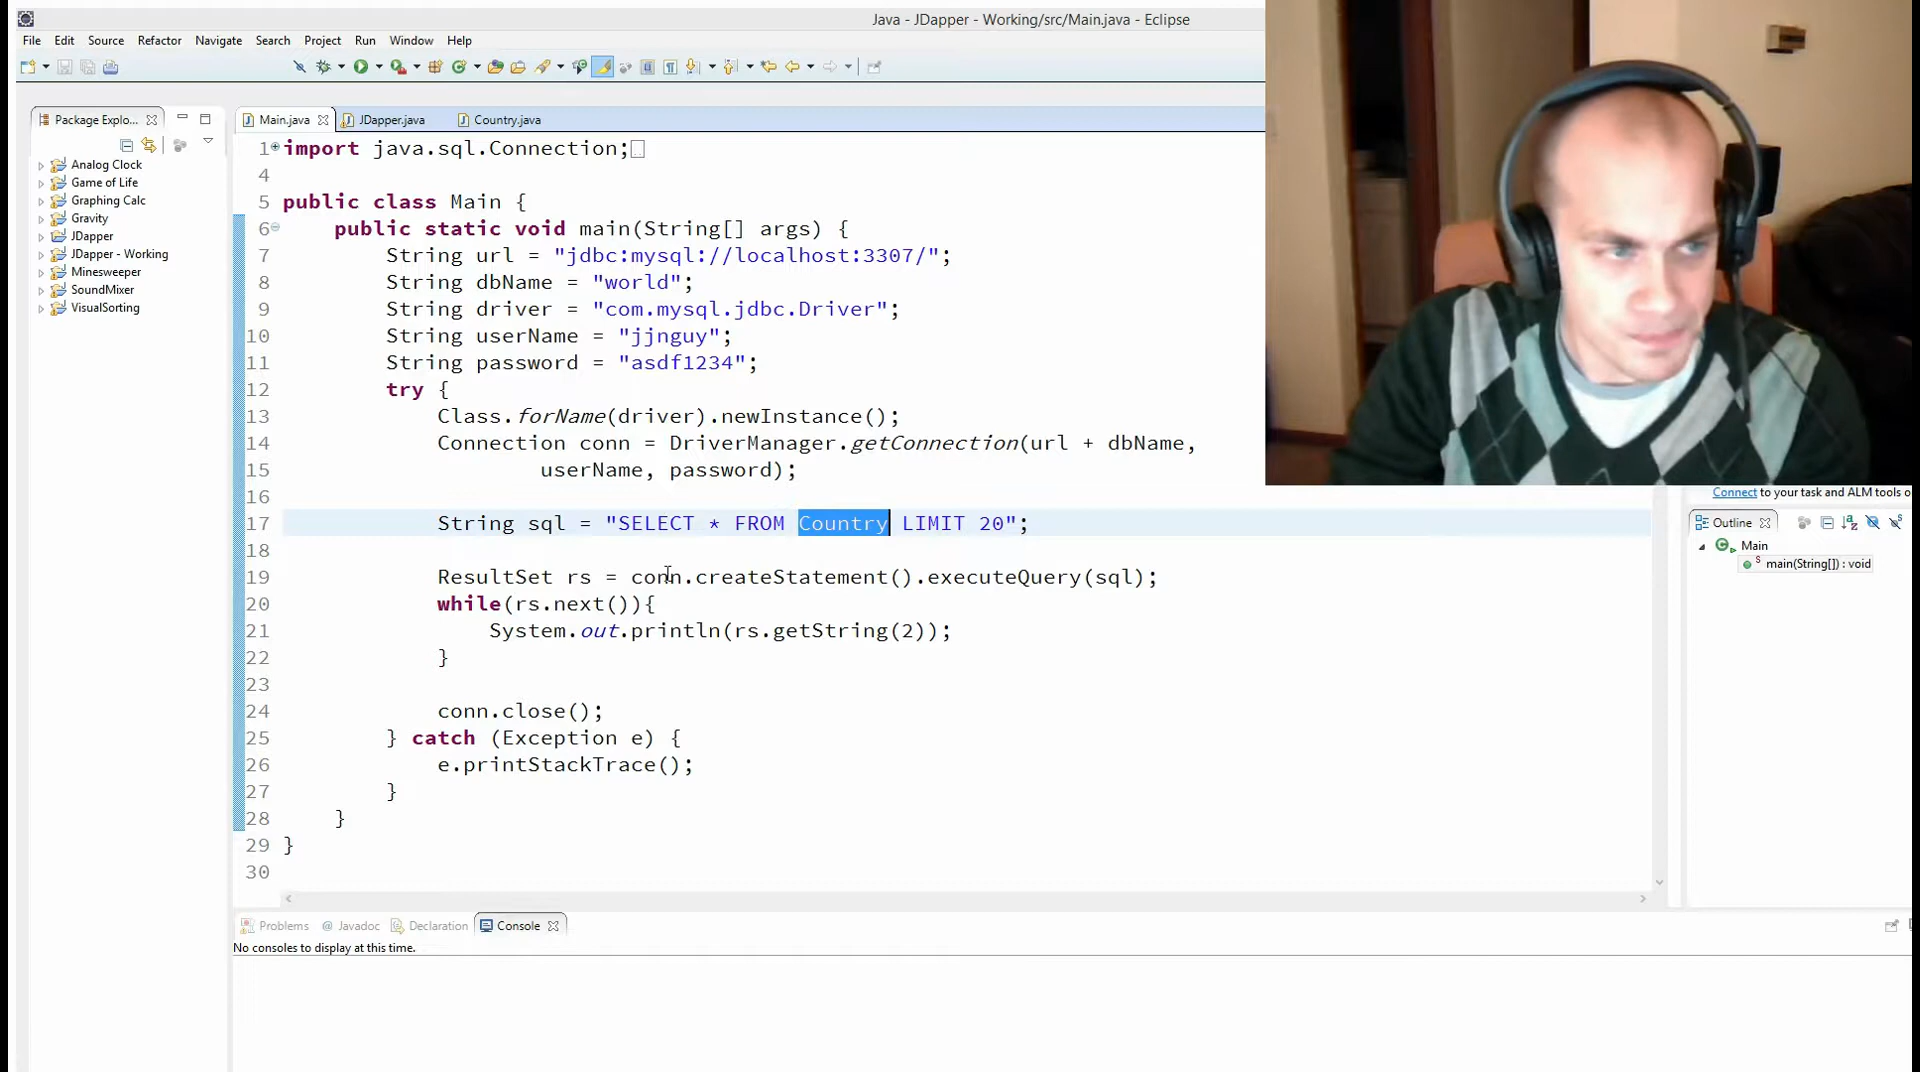 Java - JDapper - Working/src/Main.java - Eclipse
File Edit Source Refactor Navigate Search Project Run Window Help
Package Explo...
Analog Clock
Game of Life
Graphing Calc
Gravity
JDapper
JDapper - Working
Minesweeper
SoundMixer
VisualSorting
Main.java JDapper.java Country.java
1 import java.sql.Connection;
4
5 public class Main {
6 public static void main(String[] args) {
7 String url = "jdbc:mysql://localhost:3307/";
8 String dbName = "world";
9 String driver = "com.mysql.jdbc.Driver";
10 String userName = "jjnguy";
11 String password = "asdf1234";
12 try {
13 Class.forName(driver).newInstance();
14 Connection conn = DriverManager.getConnection(url + dbName,
15 userName, password);
16
17 String sql = "SELECT * FROM Country LIMIT 20";
18
19 ResultSet rs = conn.createStatement().executeQuery(sql);
20 while(rs.next()){
21 System.out.println(rs.getString(2));
22 }
23
24 conn.close();
25 } catch (Exception e) {
26 e.printStackTrace();
27 }
28 }
29 }
30
Connect to your task and ALM tools o
Outline
Main
main(String[]) : void
Problems @ Javadoc Declaration Console
No consoles to display at this time.